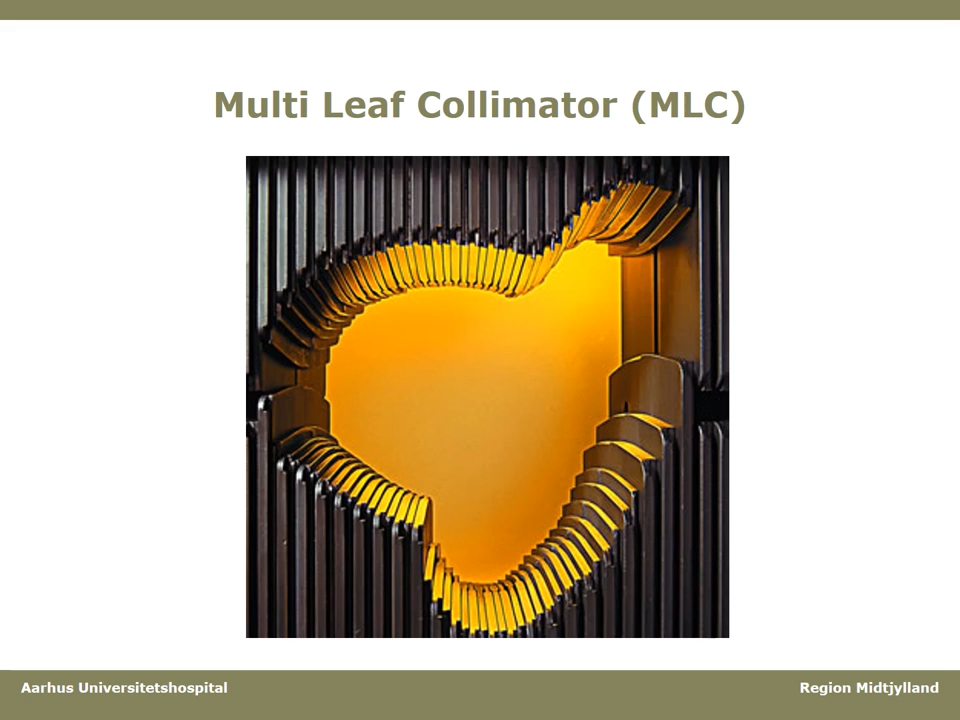 Multi Leaf Collimator (MLC)
Aarhus Universitetshospital
Region Midtjylland